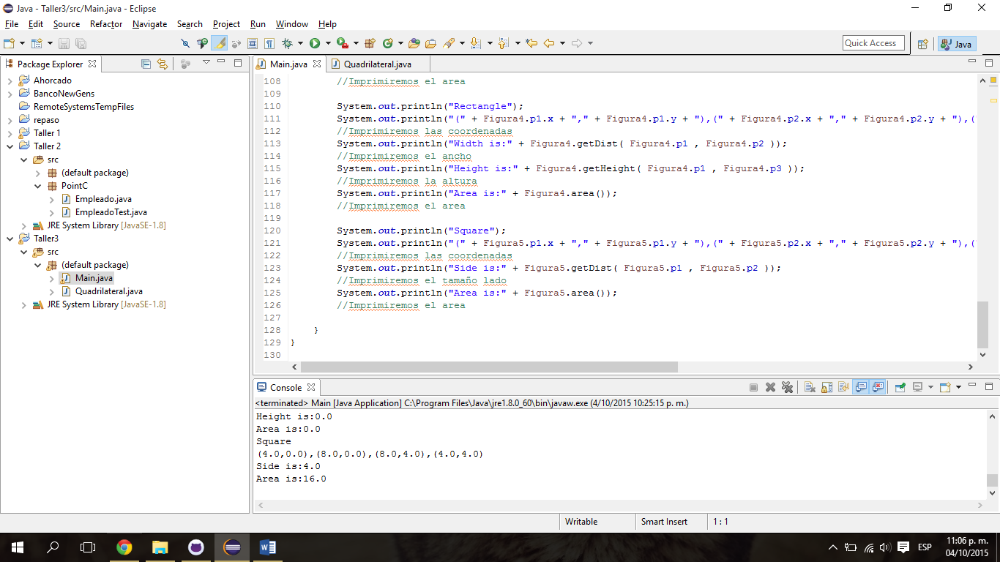 Java - Taller3/src/Main.java - Eclipse
File Edit Source Refactor Navigate Search Project Run Window Help
Quick Access
Java
Package Explorer
Ahorcado
BancoNewGens
RemoteSystemsTempFiles
repaso
Taller 1
Taller 2
src
(default package)
PointC
Empleado.java
EmpleadoTest.java
JRE System Library [JavaSE-1.8]
Taller3
src
(default package)
Main.java
Quadrilateral.java
JRE System Library [JavaSE-1.8]
Main.java Quadrilateral.java
108 //Imprimiremos el area
109
110 System.out.println("Rectangle");
111 System.out.println("(" + Figura4.p1.x + "," + Figura4.p1.y + "),(" + Figura4.p2.x + "," + Figura4.p2.y + "),(
112 //Imprimiremos las coordenadas
113 System.out.println("Width is:" + Figura4.getDist( Figura4.p1 , Figura4.p2 ));
114 //Imprimiremos el ancho
115 System.out.println("Height is:" + Figura4.getHeight( Figura4.p1 , Figura4.p3 ));
116 //Imprimiremos la altura
117 System.out.println("Area is:" + Figura4.area());
118 //Imprimiremos el area
119
120 System.out.println("Square");
121 System.out.println("(" + Figura5.p1.x + "," + Figura5.p1.y + "),(" + Figura5.p2.x + "," + Figura5.p2.y + "),(
122 //Imprimiremos las coordenadas
123 System.out.println("Side is:" + Figura5.getDist( Figura5.p1 , Figura5.p2 ));
124 //Imprimiremos el tamaño lado
125 System.out.println("Area is:" + Figura5.area());
126 //Imprimiremos el area
127
128 }
129 }
130
Console
<terminated> Main [Java Application] C:\Program Files\Java\jre1.8.0_60\bin\javaw.exe (4/10/2015 10:25:15 p. m.)
Height is:0.0
Area is:0.0
Square
(4.0,0.0),(8.0,0.0),(8.0,4.0),(4.0,4.0)
Side is:4.0
Area is:16.0
Writable Smart Insert 1 : 1
ESP
11:06 p. m.
04/10/2015